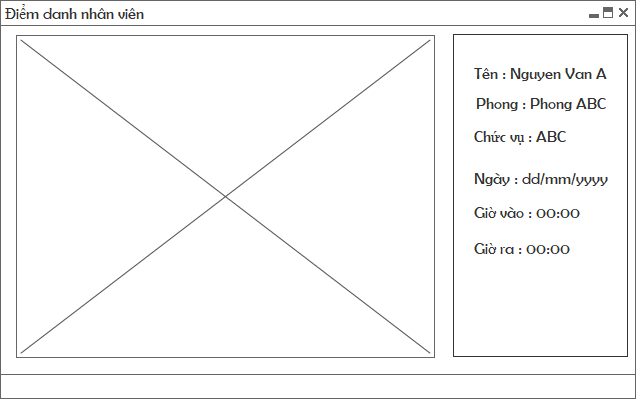 Điểm danh nhân viên
Tên : Nguyen Van A
Phong : Phong ABC
Chức vụ : ABC
Ngày : dd/mm/yyyy
Giờ vào : 00:00
Giờ ra : 00:00